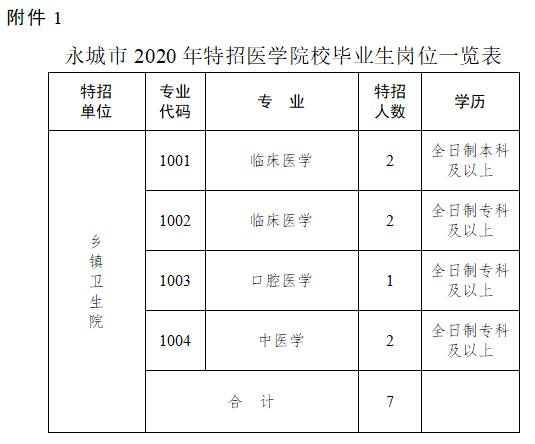 附件 1
永城市 2020 年特招医学院校毕业生岗位一览表
特招
单位
专业
代码
专 业
特招
人数
学历
乡
镇
卫
生
院
1001
临床医学
2
全日制本科
及以上
1002
临床医学
2
全日制专科
及以上
1003
口腔医学
1
全日制专科
及以上
1004
中医学
2
全日制专科
及以上
合 计
7